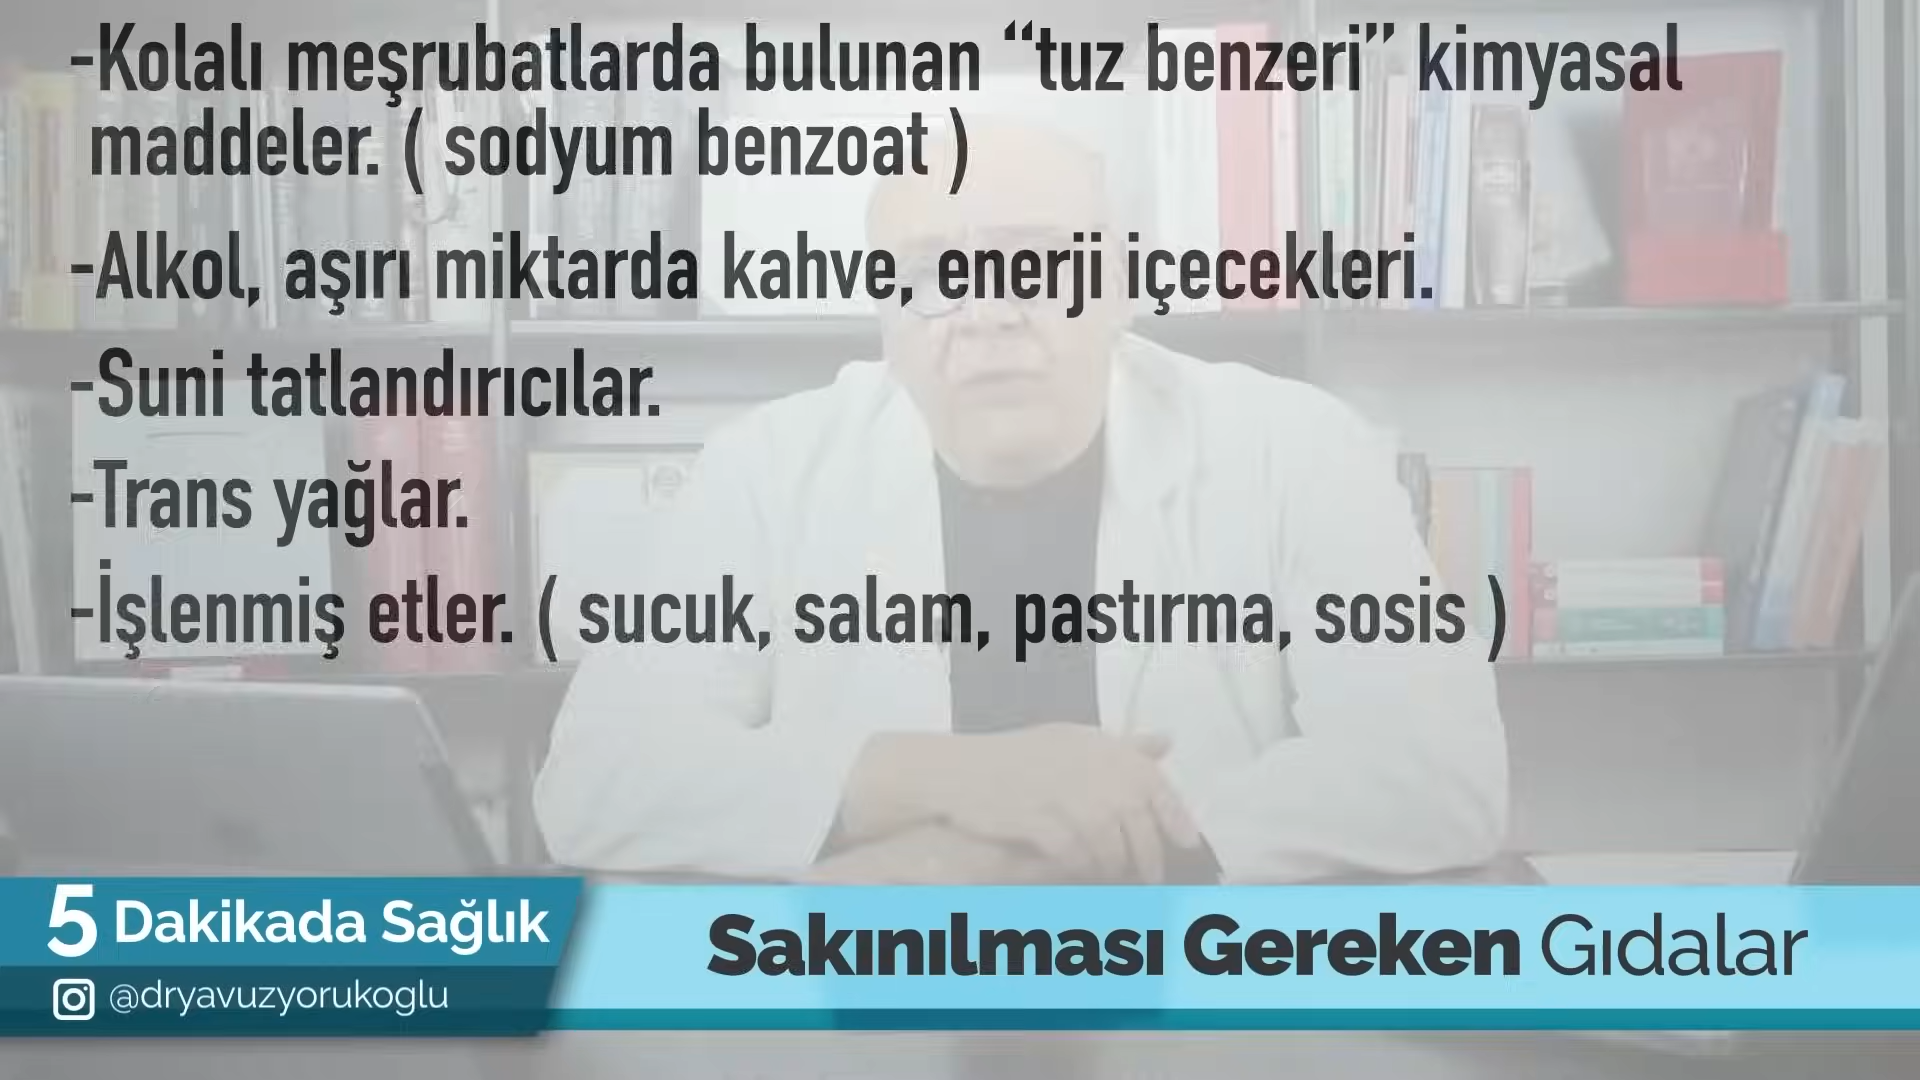 -Kolalı meşrubatlarda bulunan “tuz benzeri” kimyasal
maddeler. ( sodyum benzoat )
-Alkol, aşırı miktarda kahve, enerji içecekleri.
-Suni tatlandırıcılar.
-Trans yağlar.
-İşlenmiş etler. ( sucuk, salam, pastırma, sosis )
5 Dakikada Sağlık
@dryavuzyorukoglu
Sakınılması Gereken Gıdalar